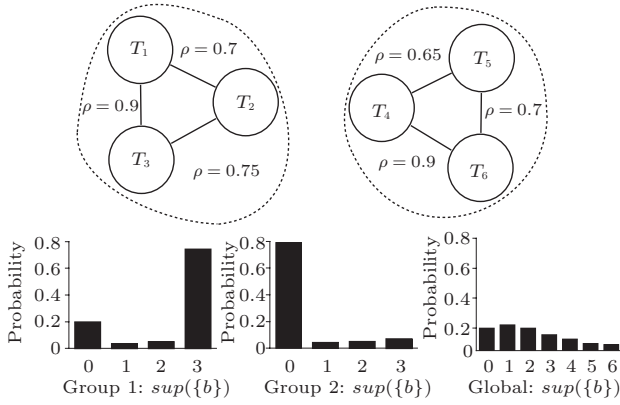 T1
ρ = 0.7
T2
ρ = 0.9
T3
ρ = 0.75
T5
ρ = 0.65
T4
ρ = 0.7
T6
ρ = 0.9
Probability
0.8
0.6
0.4
0.2
0
0 1 2 3
Group 1: sup({b})
Probability
0.8
0.6
0.4
0.2
0
0 1 2 3
Group 2: sup({b})
Probability
0.8
0.6
0.4
0.2
0
0 1 2 3 4 5 6
Global: sup({b})